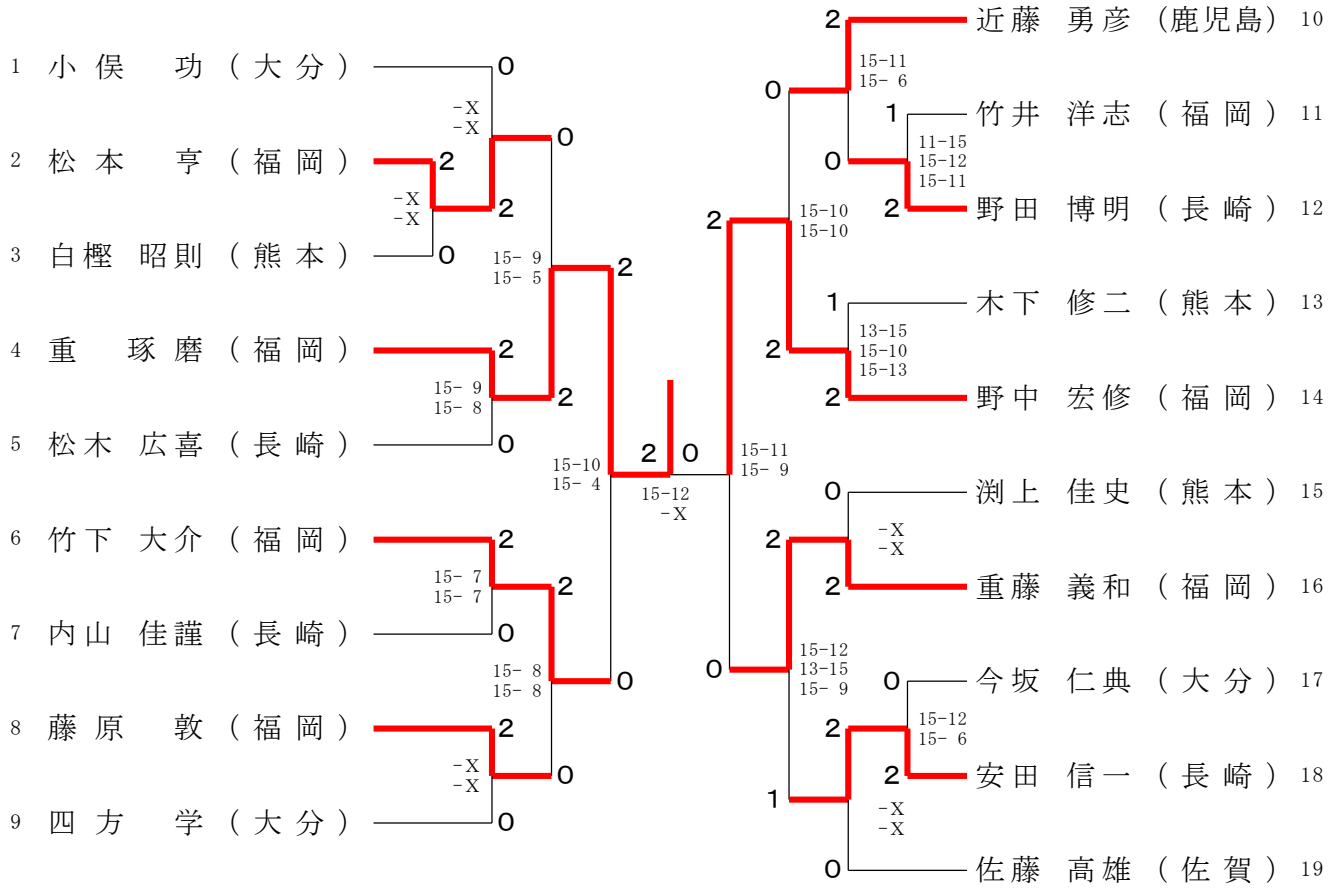 1 小俣 功 (大分)
0
-X
-X
0
2 松本 亨 (福岡)
2
-X
-X
2
3 白樫 昭則 (熊本)
0
15- 9
15- 5
2
4 重 琢磨 (福岡)
2
15- 9
15- 8
2
5 松木 広喜 (長崎)
0
15-10
15- 4
6 竹下 大介 (福岡)
2
15- 7
15- 7
2
7 内山 佳謹 (長崎)
0
15- 8
15- 8
0
8 藤原 敦 (福岡)
2
-X
-X
0
9 四方 学 (大分)
0
2 0
15-12
-X
2 近藤 勇彦 (鹿児島) 10
15-11
15- 6
0
1 竹井 洋志 (福岡) 11
11-15
15-12
15-11
0
2 野田 博明 (長崎) 12
2
15-10
15-10
1 木下 修二 (熊本) 13
13-15
15-10
15-13
2
2 野中 宏修 (福岡) 14
15-11
15- 9
0 渕上 佳史 (熊本) 15
-X
-X
2
2 重藤 義和 (福岡) 16
0
15-12
13-15
15- 9
0 今坂 仁典 (大分) 17
15-12
15- 6
2
2 安田 信一 (長崎) 18
-X
-X
1
0 佐藤 高雄 (佐賀) 19